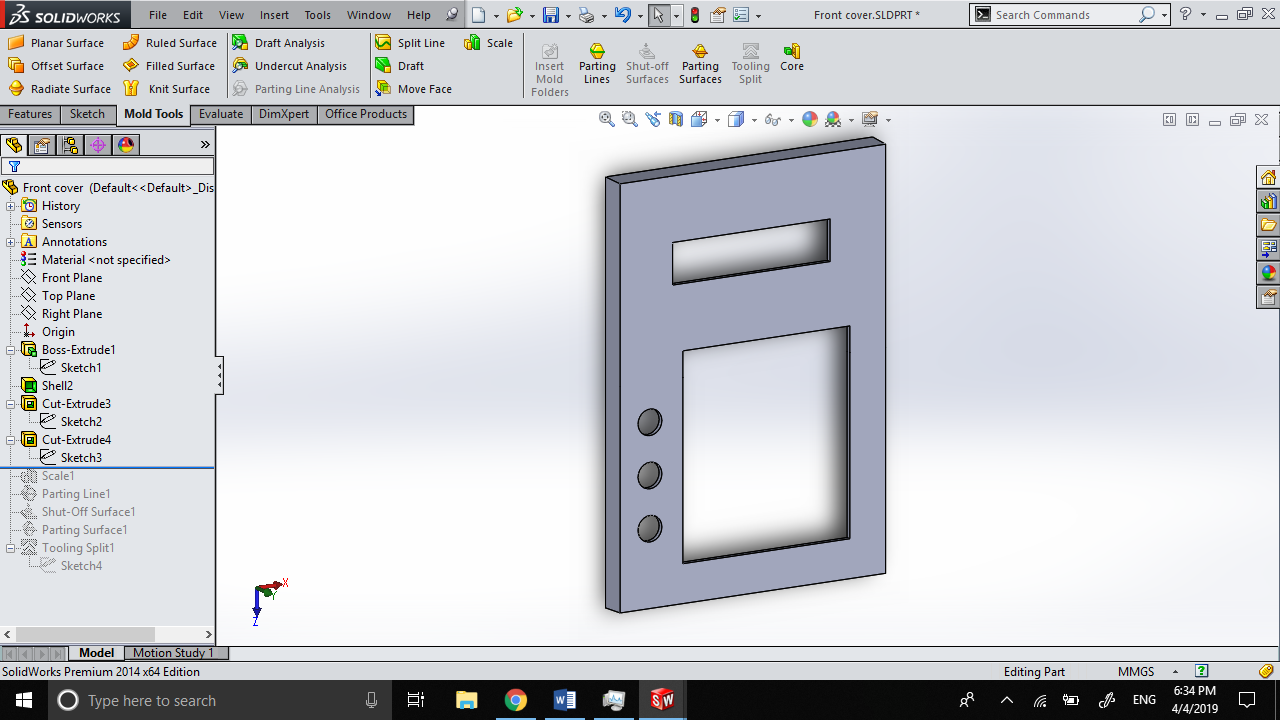 SOLIDWORKS File Edit View Insert Tools Window Help Front cover.SLDPRT * Search Commands ?
Planar Surface Ruled Surface Draft Analysis Split Line Scale
Offset Surface Filled Surface Undercut Analysis Draft
Radiate Surface Knit Surface Parting Line Analysis Move Face
Insert Mold Folders
Parting Lines
Shut-off Surfaces
Parting Surfaces
Tooling Split
Core
Features Sketch Mold Tools Evaluate DimXpert Office Products
Front cover (Default<<Default>_Dis
History
Sensors
Annotations
Material <not specified>
Front Plane
Top Plane
Right Plane
Origin
Boss-Extrude1
Sketch1
Shell2
Cut-Extrude3
Sketch2
Cut-Extrude4
Sketch3
Scale1
Parting Line1
Shut-Off Surface1
Parting Surface1
Tooling Split1
Sketch4
X
Y
Z
Model Motion Study 1
SolidWorks Premium 2014 x64 Edition Editing Part MMGS ?
Type here to search ENG 6:34 PM
4/4/2019